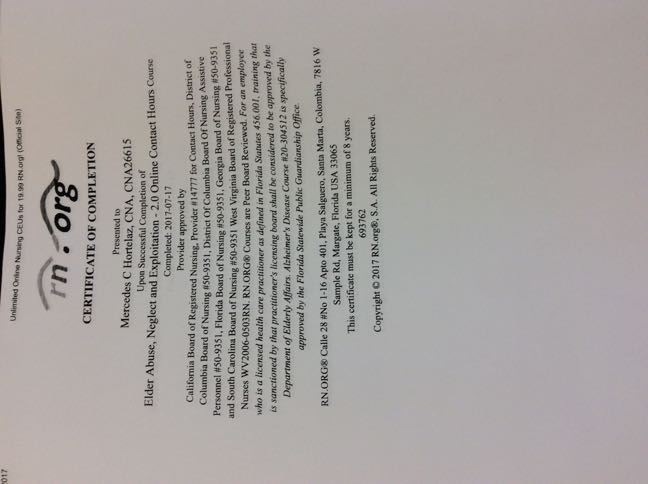 Unlimited Online Nursing CEUs for 19.99 RN.org! (Official Site)
rn.org
CERTIFICATE OF COMPLETION
Presented to
Mercedes C Hortelaz, CNA, CNA26615
Upon Successful Completion of
Elder Abuse, Neglect and Exploitation - 2.0 Online Contact Hours Course
Completed: 2017-07-17
Provider approved by
California Board of Registered Nursing, Provider #14777 for Contact Hours, District of
Columbia Board of Nursing #50-9351, District Of Columbia Board Of Nursing Assistive
Personnel #50-9351, Florida Board of Nursing #50-9351, Georgia Board of Nursing #50-9351
and South Carolina Board of Nursing #50-9351 West Virginia Board of Registered Professional
Nurses WV2006-0503RN. RN.ORG® Courses are Peer Board Reviewed. For an employee
who is a licensed health care practitioner as defined in Florida Statutes 456.001, training that
is sanctioned by that practitioner's licensing board shall be considered to be approved by the
Department of Elderly Affairs. Alzheimer's Disease Course #20-304512 is specifically
approved by the Florida Statewide Public Guardianship Office.
RN.ORG® Calle 28 #No 1-16 Apto 401, Playa Salguero, Santa Marta, Colombia, 7816 W
Sample Rd, Margate, Florida USA 33065
This certificate must be kept for a minimum of 8 years.
693762
Copyright © 2017 RN.org®, S.A. All Rights Reserved.